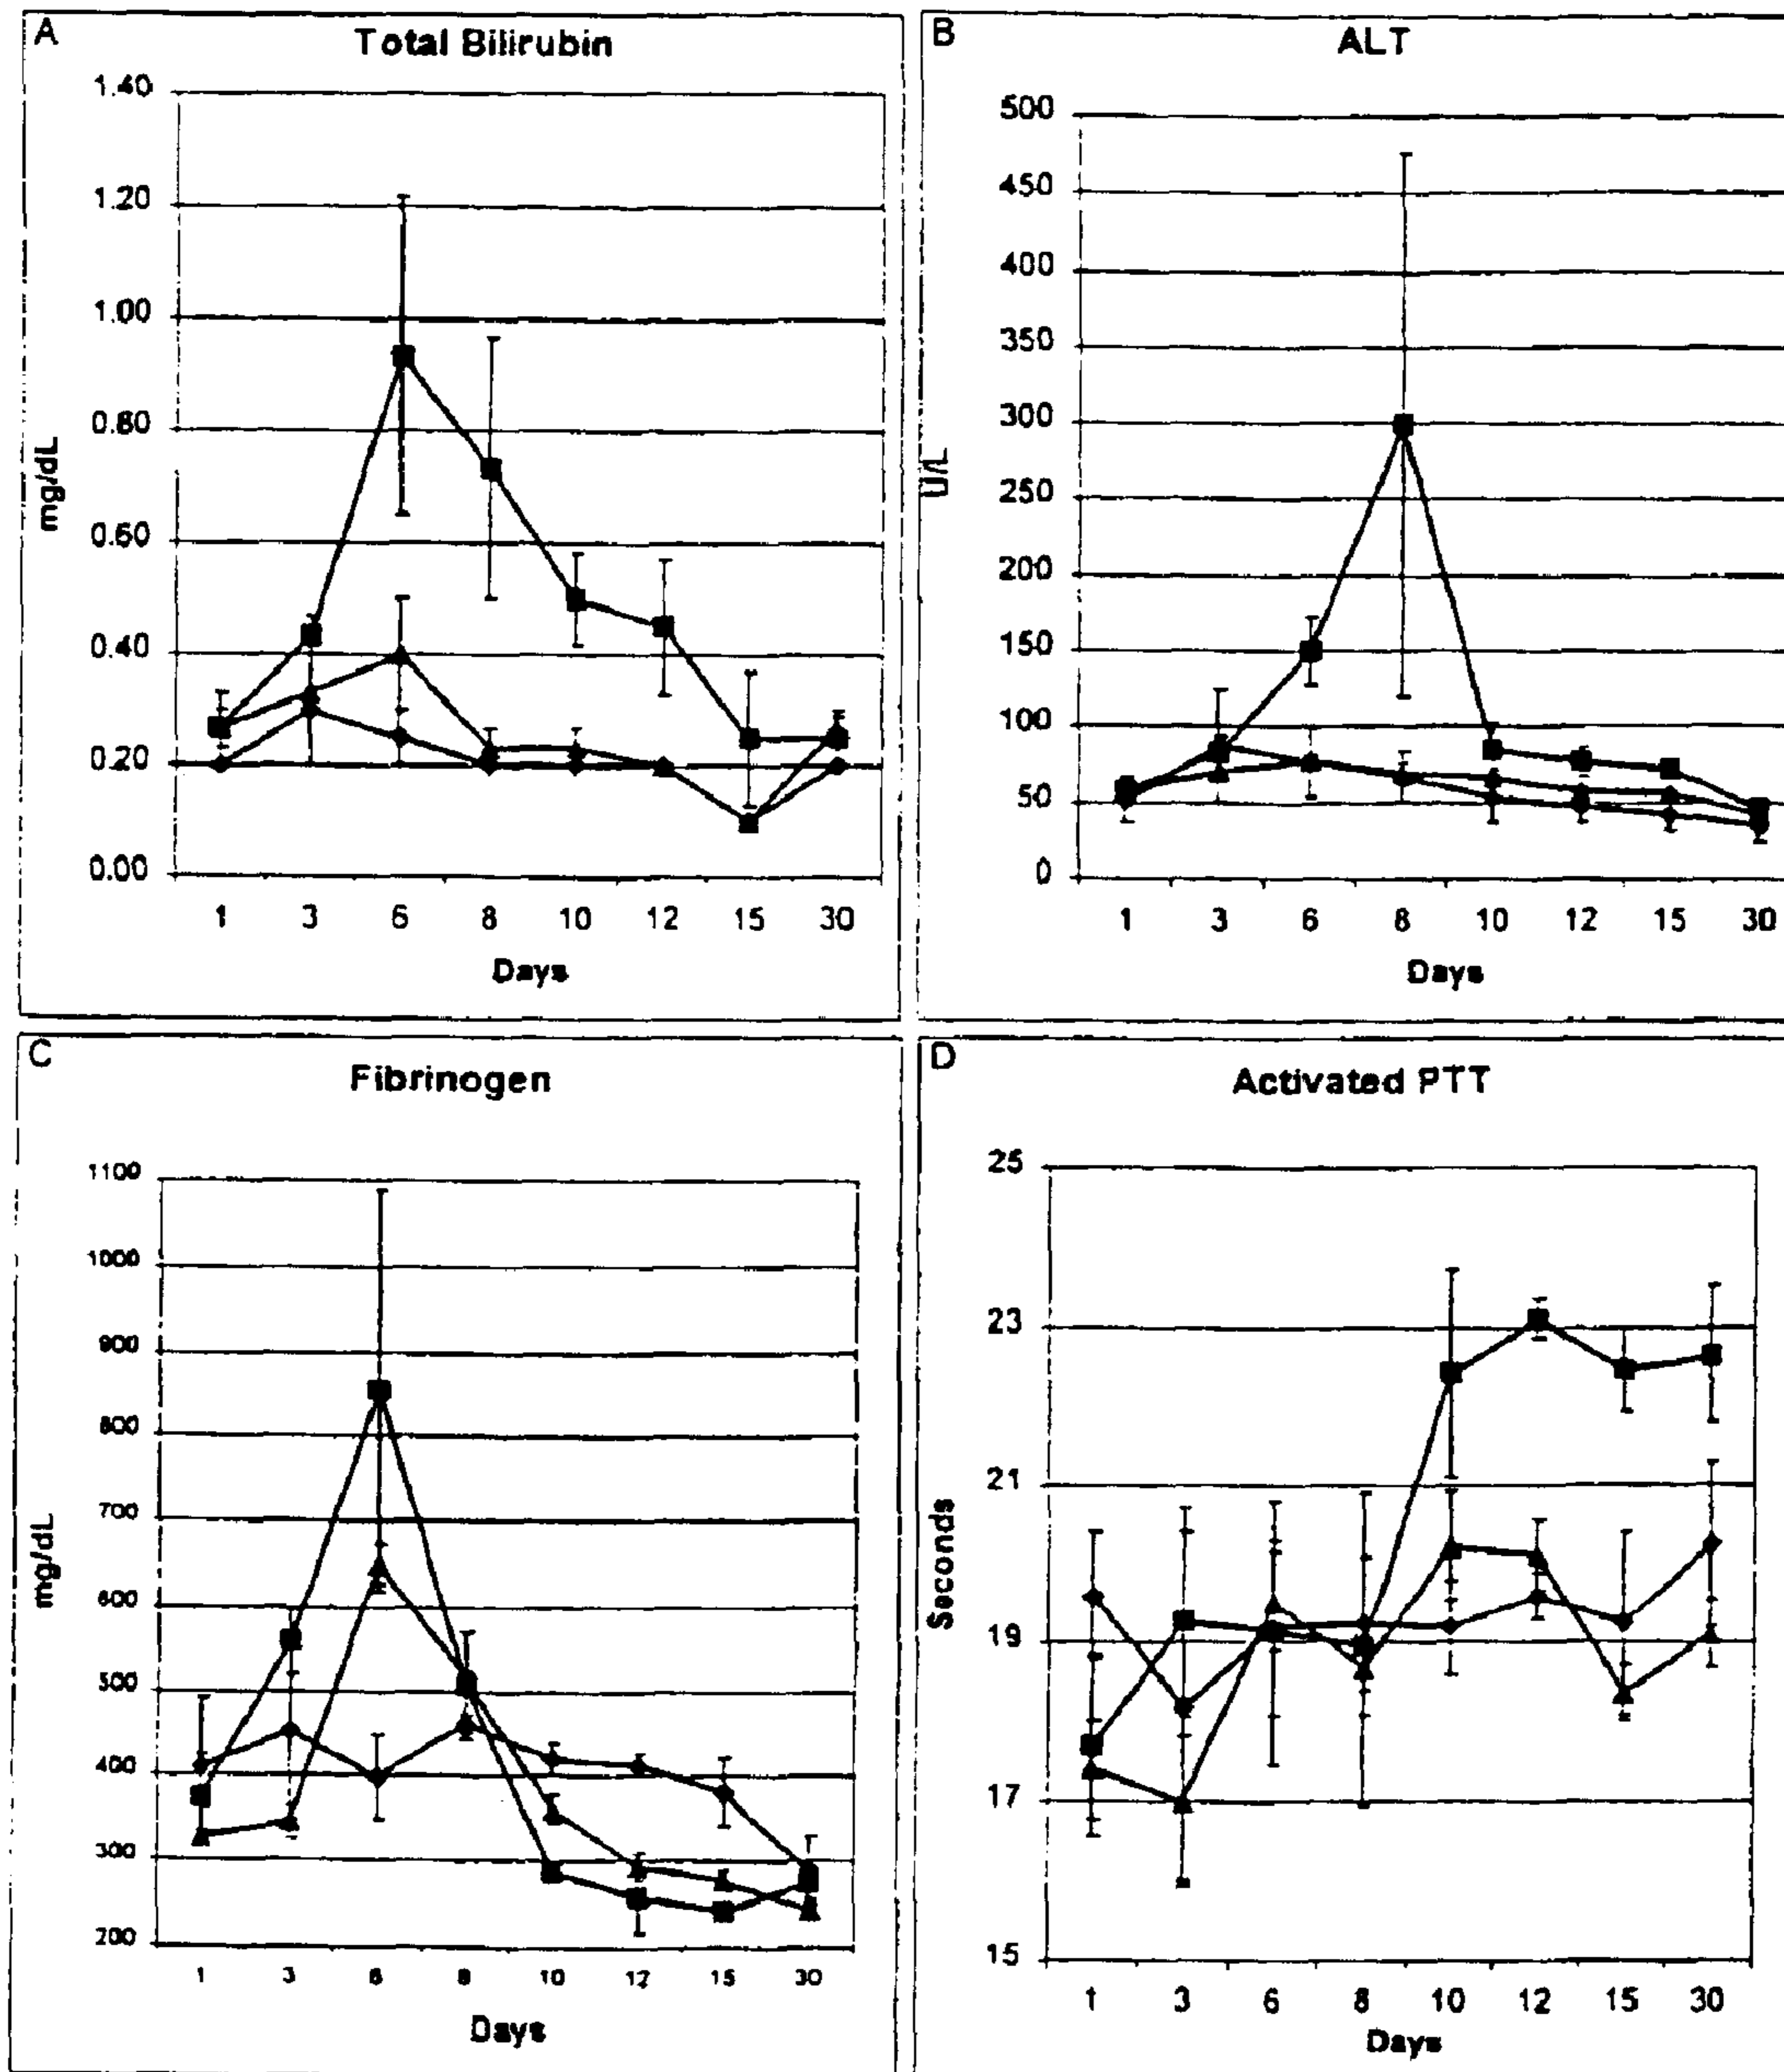 A
Total Bilirubin
1.40
1.20
1.00
0.80
0.60
0.40
0.20
0.00
mg/dL
1 3 6 8 10 12 15 30
Days
B
ALT
500
450
400
350
300
250
200
150
100
50
0
U/L
1 3 6 8 10 12 15 30
Days
C
Fibrinogen
1100
1000
900
800
700
600
500
400
300
200
mg/dL
1 3 6 8 10 12 15 30
Days
D
Activated PTT
25
23
21
19
17
15
Seconds
1 3 6 8 10 12 15 30
Days